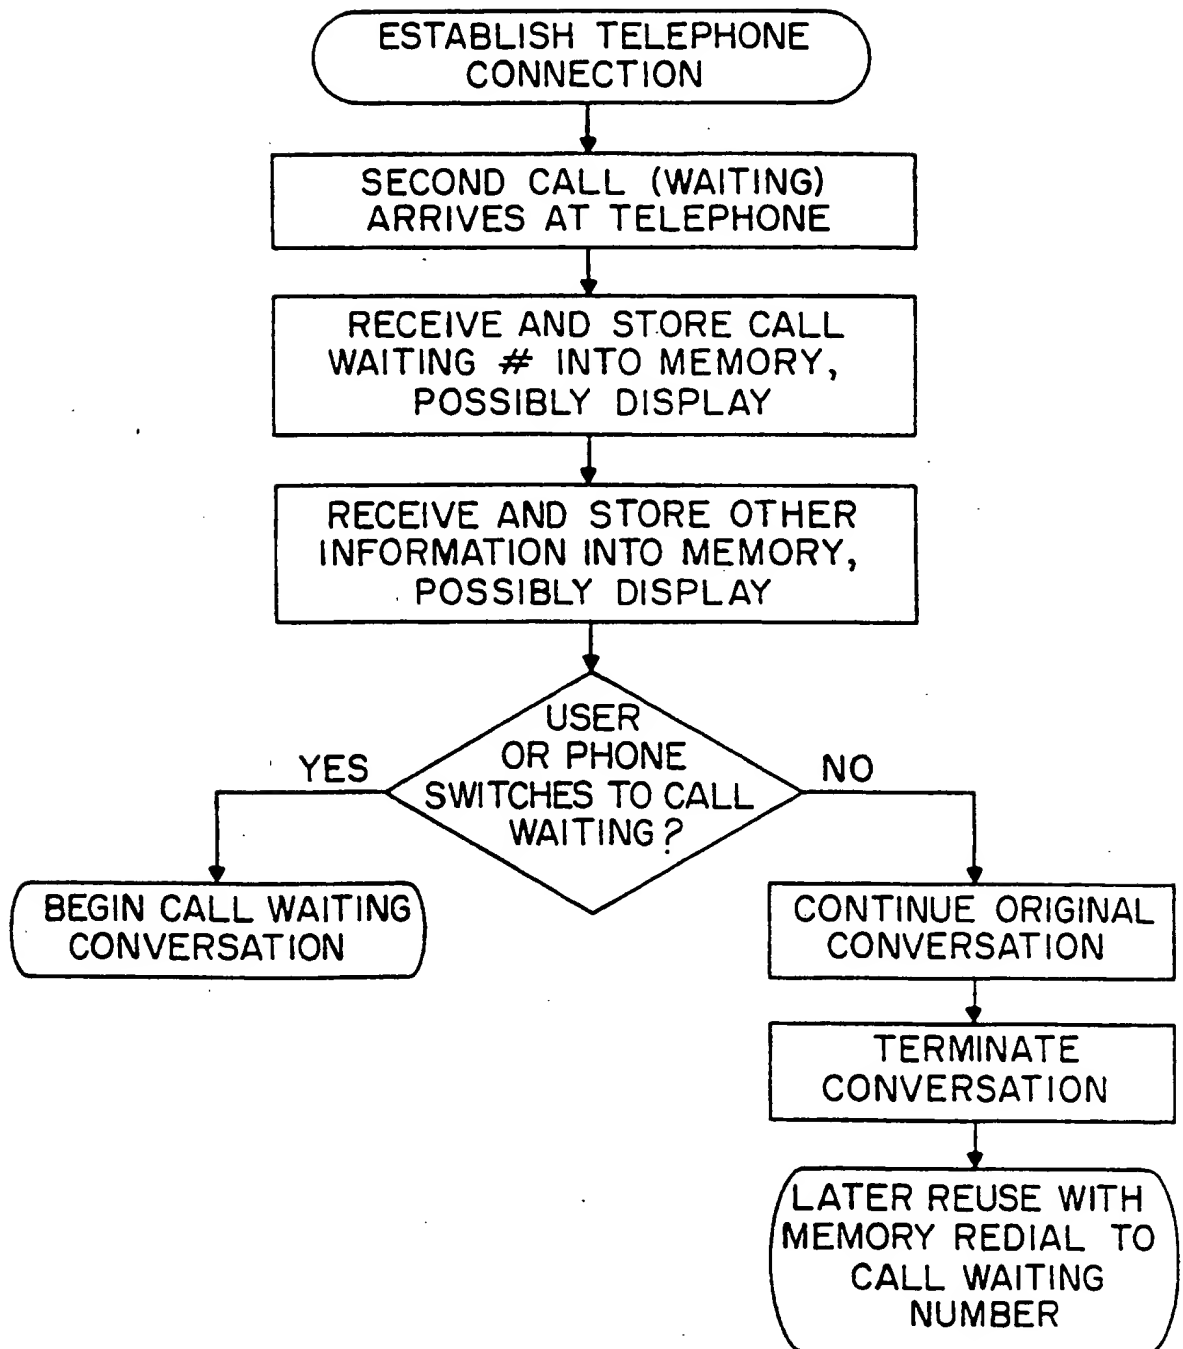 ESTABLISH TELEPHONE
CONNECTION
SECOND CALL (WAITING)
ARRIVES AT TELEPHONE
RECEIVE AND STORE CALL
WAITING # INTO MEMORY,
POSSIBLY DISPLAY
RECEIVE AND STORE OTHER
INFORMATION INTO MEMORY,
POSSIBLY DISPLAY
USER
OR PHONE
SWITCHES TO CALL
WAITING?
YES
NO
BEGIN CALL WAITING
CONVERSATION
CONTINUE ORIGINAL
CONVERSATION
TERMINATE
CONVERSATION
LATER REUSE WITH
MEMORY REDIAL TO
CALL WAITING
NUMBER